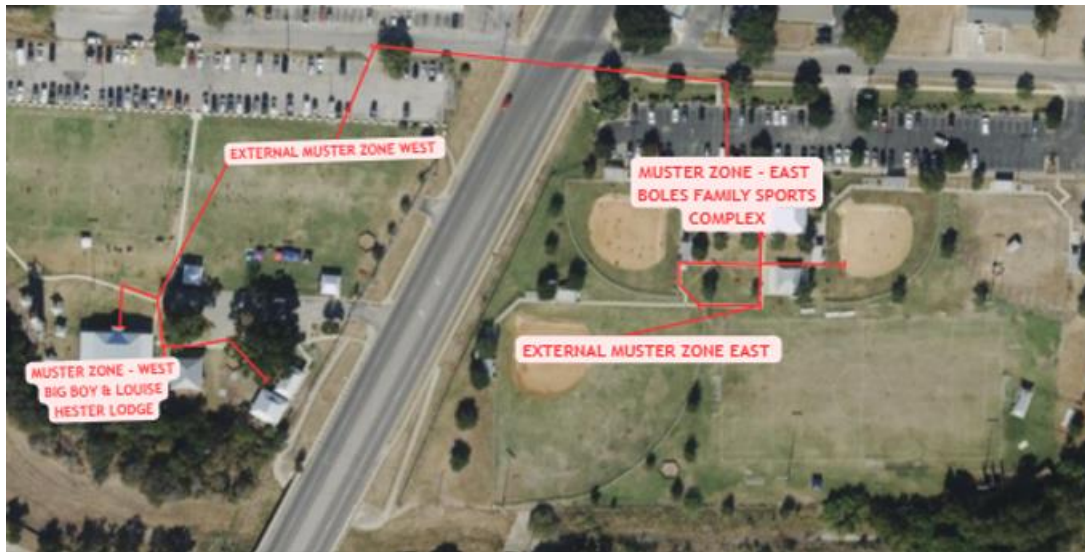 EXTERNAL MUSTER ZONE WEST
MUSTER ZONE - EAST
BOLES FAMILY SPORTS
COMPLEX
EXTERNAL MUSTER ZONE EAST
MUSTER ZONE - WEST
BIG BOY & LOUISE
HESTER LODGE